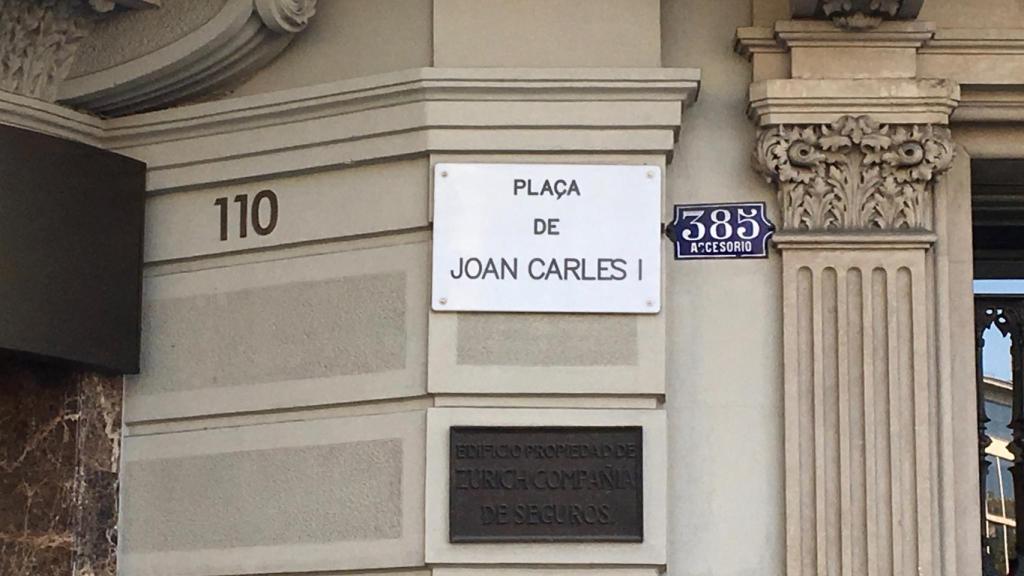 110
PLAÇA
DE
JOAN CARLES I
385
ACCESORIO
EDIFICIO PROPIEDAD DE
ZURICH COMPAÑIA
DE SEGUROS